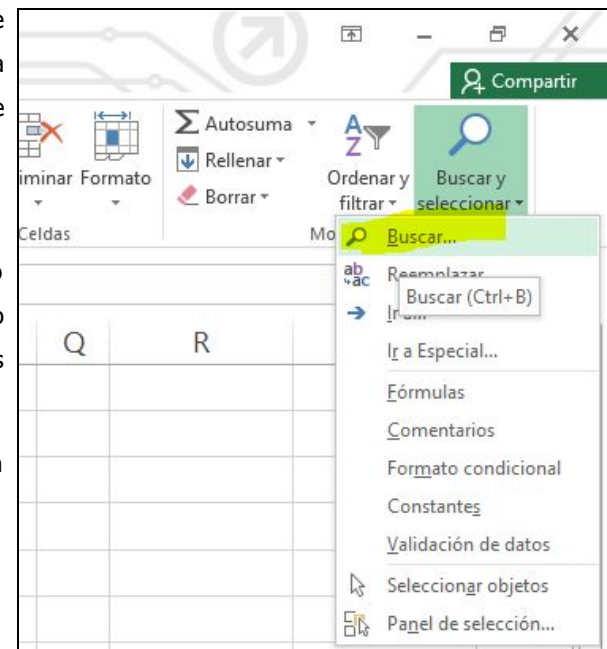 Compartir
Autosuma
Rellenar
Borrar
iminar Formato
Ordenar y
filtrar
Buscar y
seleccionar
Celdas
Mo
Buscar...
Reemplazar
Buscar (Ctrl+B)
Ir a Especial...
Q R
Fórmulas
Comentarios
Formato condicional
Constantes
Validación de datos
Seleccionar objetos
Panel de selección...